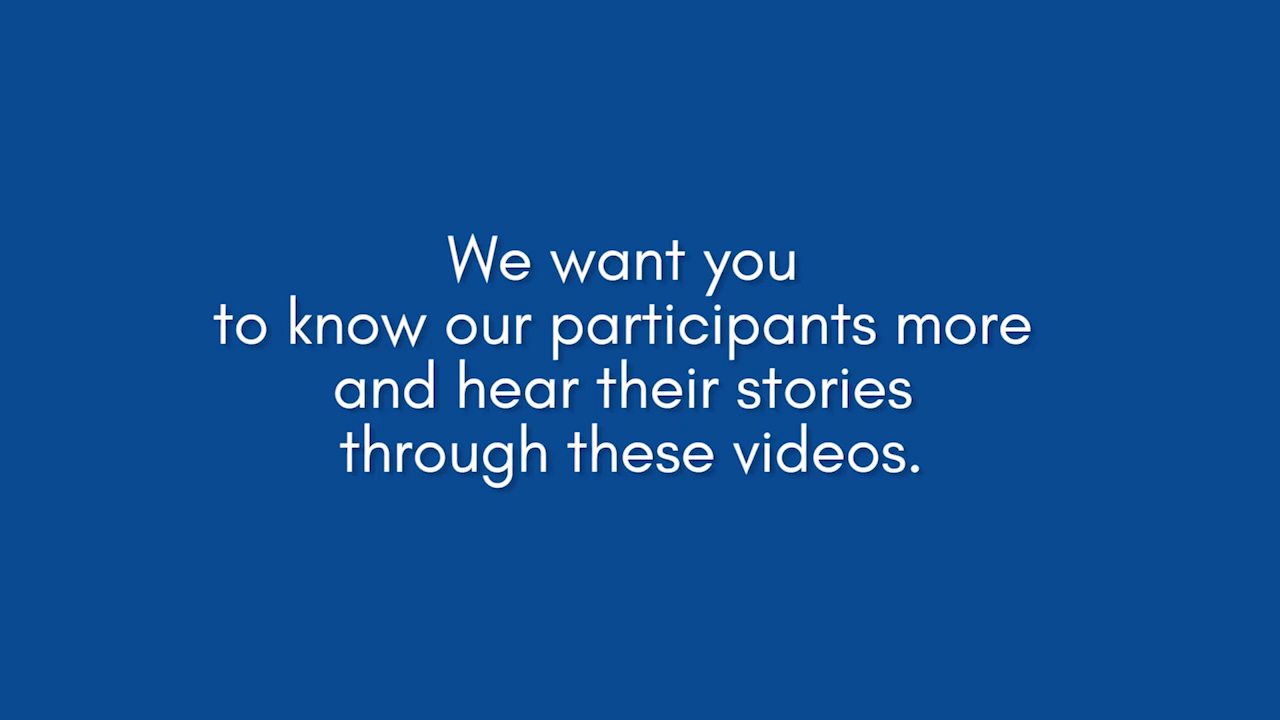 We want you
to know our participants more
and hear their stories
through these videos.